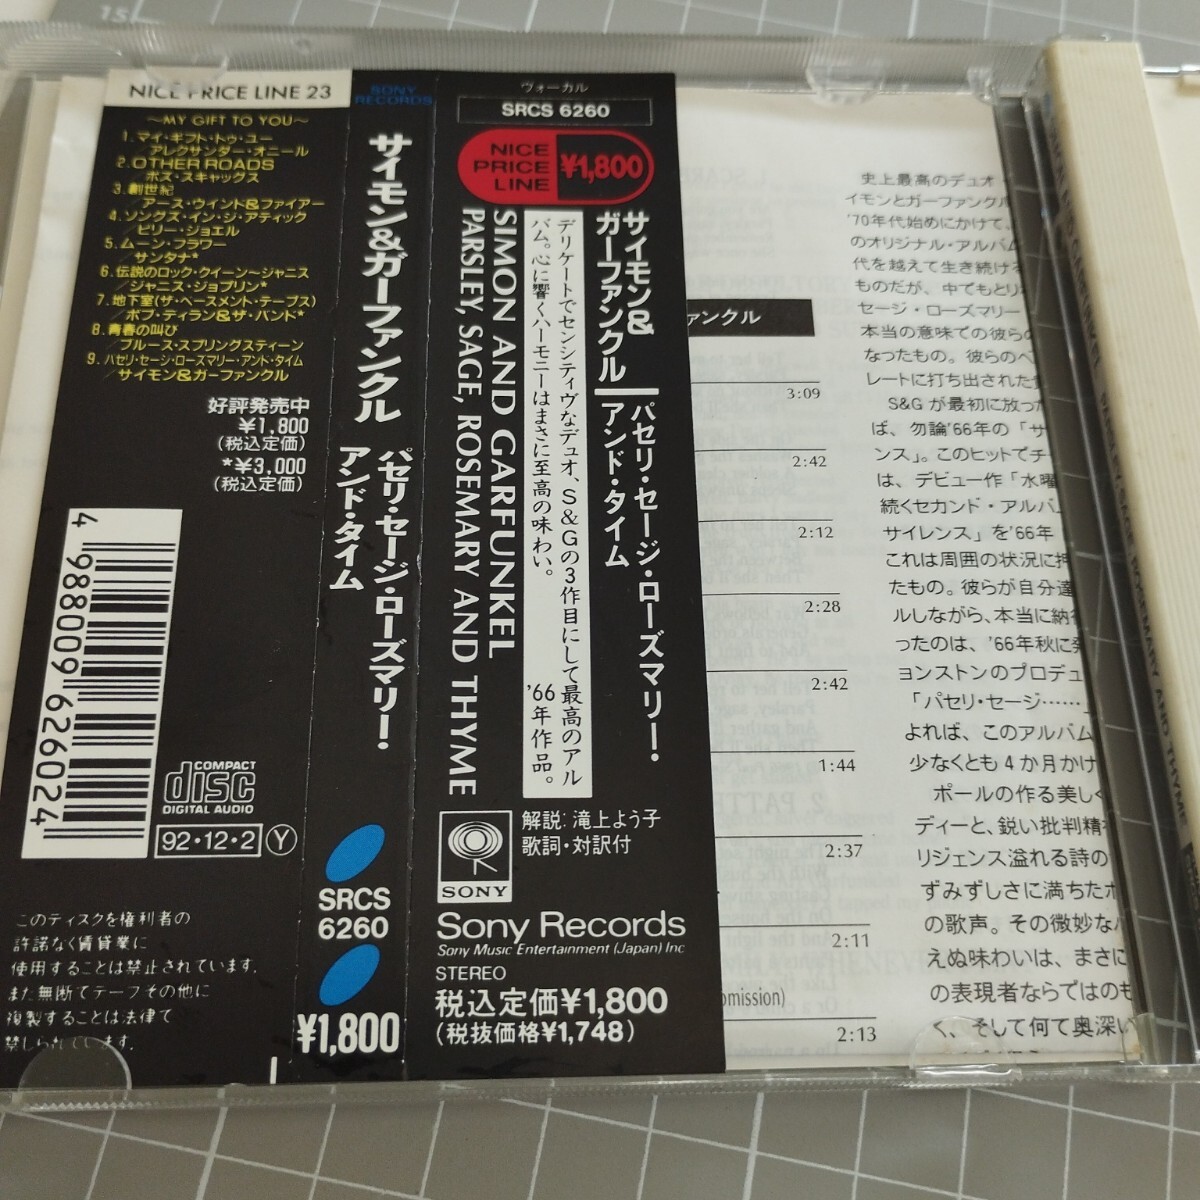 NICE PRICE LINE 23
～MY GIFT TO YOU～
1. マイ・ギフト・トゥ・ユー
アレクサンダー・オニール
2. OTHER ROADS
ボズ・スキャッグス
3. 創世紀
アース・ウインド&ファイアー
4. ソングズ・イン・ジ・アティック
ビリー・ジョエル
5. ムーン・フラワー
/サンタナ*
6. 伝説のロック・クイーン〜ジャニス
/ジャニス・ジョプリン*
7. 地下室(ザ・ベースメント・テープス)
/ボブ・ディラン&ザ・バンド*
8. 青春の叫び
/ブルース・スプリングスティーン
9. パセリ・セージ・ローズマリー・アンド・タイム
/サイモン&ガーファンクル
好評発売中
¥1,800
(税込定価)
*¥3,000
(税込定価)
4 988009 626024
COMPACT
disc
DIGITAL AUDIO
92・12・2 Y
このディスクを権利者の
許諾なく賃貸業に
使用することは禁止されています。
また無断でテープその他に
複製することは法律で
禁じられています。
SONY
RECORDS
サイモン&ガーファンクル
パセリ・セージ・ローズマリー・
アンド・タイム
SRCS
6260
¥1,800
ヴォーカル
SRCS 6260
NICE
PRICE
LINE
¥1,800
サイモン&
ガーファンクル
パセリ・セージ・ローズマリー・
アンド・タイム
デリケートでセンシティヴなデュオ、S&Gの3作目にして最高のアル
バム。心に響くハーモニーはまさに至高の味わい。 '66年作品。
SIMON AND GARFUNKEL
PARSLEY, SAGE, ROSEMARY AND THYME
SONY
解説：滝上よう子
歌詞・対訳付
Sony Records
Sony Music Entertainment (Japan) Inc
STEREO
税込定価¥1,800
(税抜価格¥1,748)
ァンクル
3:09
2:42
2:12
2:28
2:42
1:44
2:37
2:11
omission)
2:13
史上最高のデュオ
イモンとガーファンクル
'70年代始めにかけて、
のオリジナル・アルバム
代を越えて生き続ける
ものだが、中でもとり
セージ・ローズマリー
本当の意味での彼らの
なったもの。彼らのペ
レートに打ち出された
S&Gが最初に放った
ば、勿論'66年の「サ
ンス」。このヒットでチ
は、デビュー作「水曜
続くセカンド・アルバ
サイレンス」を'66年
これは周囲の状況に押
たもの。彼らが自分達
ルしながら、本当に納得
ったのは、'66年秋に発
ョンストンのプロデュ
「パセリ・セージ……」
よれば、このアルバム
少なくとも4か月かけ
ポールの作る美しく
ディーと、鋭い批判精神
リジェンス溢れる詩の
ずみずしさに満ちたボ
の歌声。その微妙なバ
えぬ味わいは、まさに
の表現者ならではのも
く、そして何て奥深い